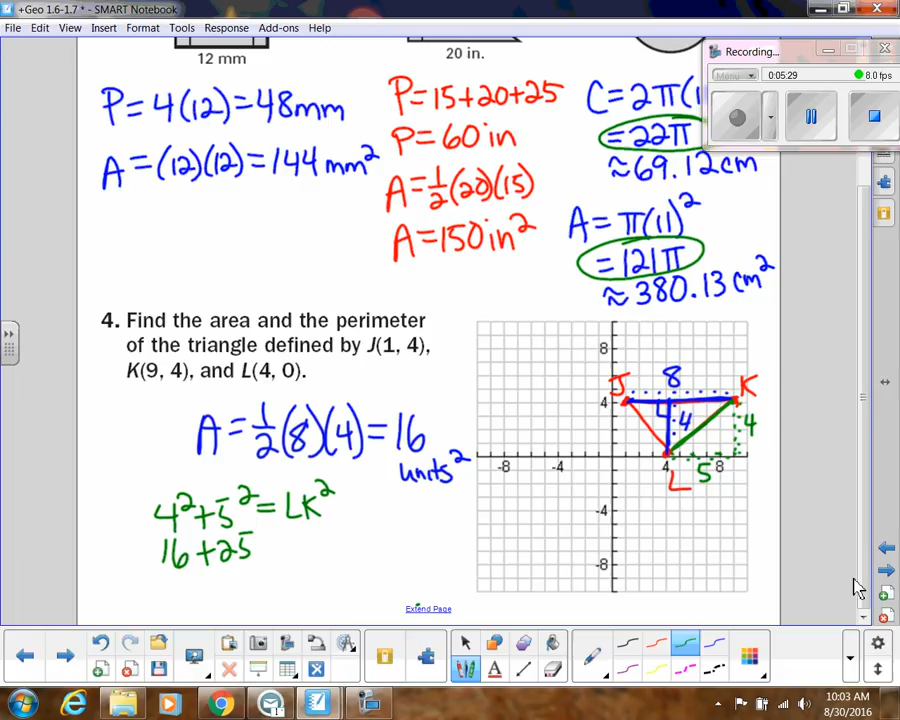 +Geo 1.6-1.7 * - SMART Notebook
File Edit View Insert Format Tools Add-ons Help
Recording...
Menu 0:05:29 8.0 fps
12 mm
20 in.
P = 4(12) = 48mm
A = (12)(12) = 144 mm²
P = 15+20+25
P = 60 in
A = ½(20)(15)
A = 150 in²
C = 2π(1
= 22π
≈ 69.12 cm
A = π(11)²
= 121π
≈ 380.13 cm²
4. Find the area and the perimeter
of the triangle defined by J(1, 4),
K(9, 4), and L(4, 0).
A = ½(8)(4) = 16
units²
4² + 5² = LK²
16 + 25
8
8
J
K
4
4
4
-8
-4
4
8
5
L
-4
-8
Extend Page
10:03 AM
8/30/2016